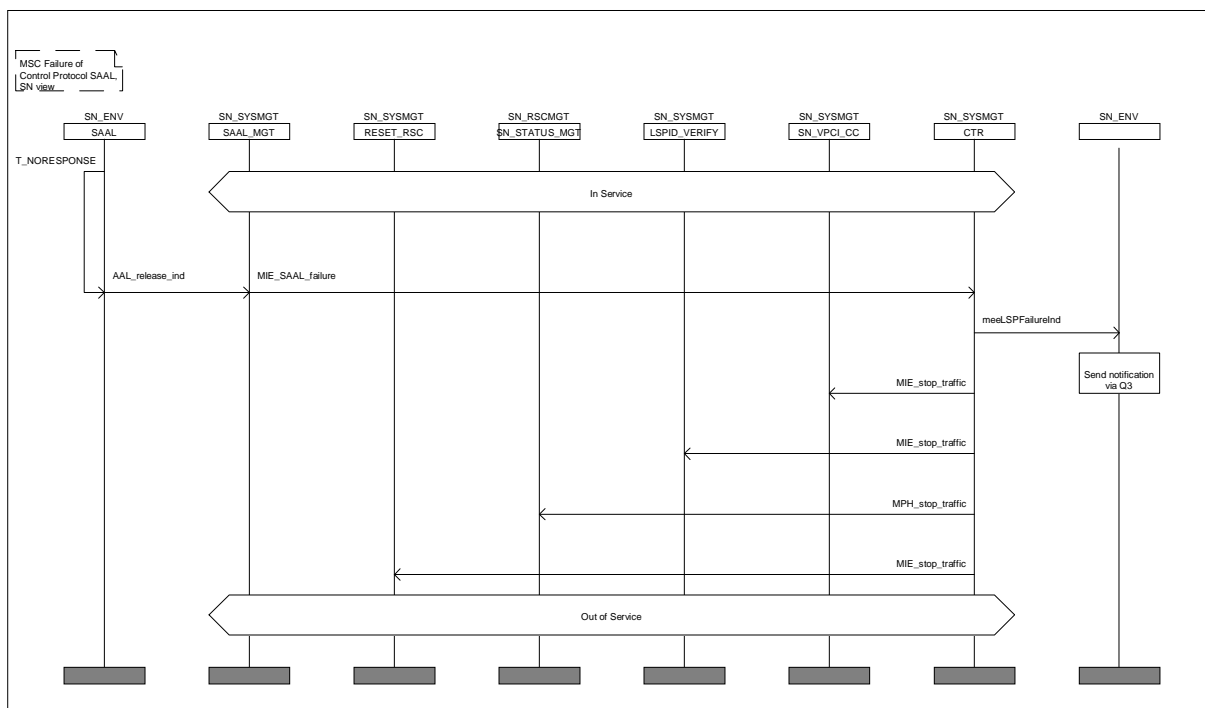 MSC Failure of
Control Protocol SAAL,
SN view
SN_ENV
SN_SYSMGT
SN_SYSMGT
SN_RSCMGT
SN_SYSMGT
SN_SYSMGT
SN_SYSMGT
SN_ENV
SAAL
SAAL_MGT
RESET_RSC
SN_STATUS_MGT
LSPID_VERIFY
SN_VPCI_CC
CTR
T_NORESPONSE
In Service
AAL_release_ind
MIE_SAAL_failure
meeLSPFailureInd
Send notification
via Q3
MIE_stop_traffic
MIE_stop_traffic
MPH_stop_traffic
MIE_stop_traffic
Out of Service